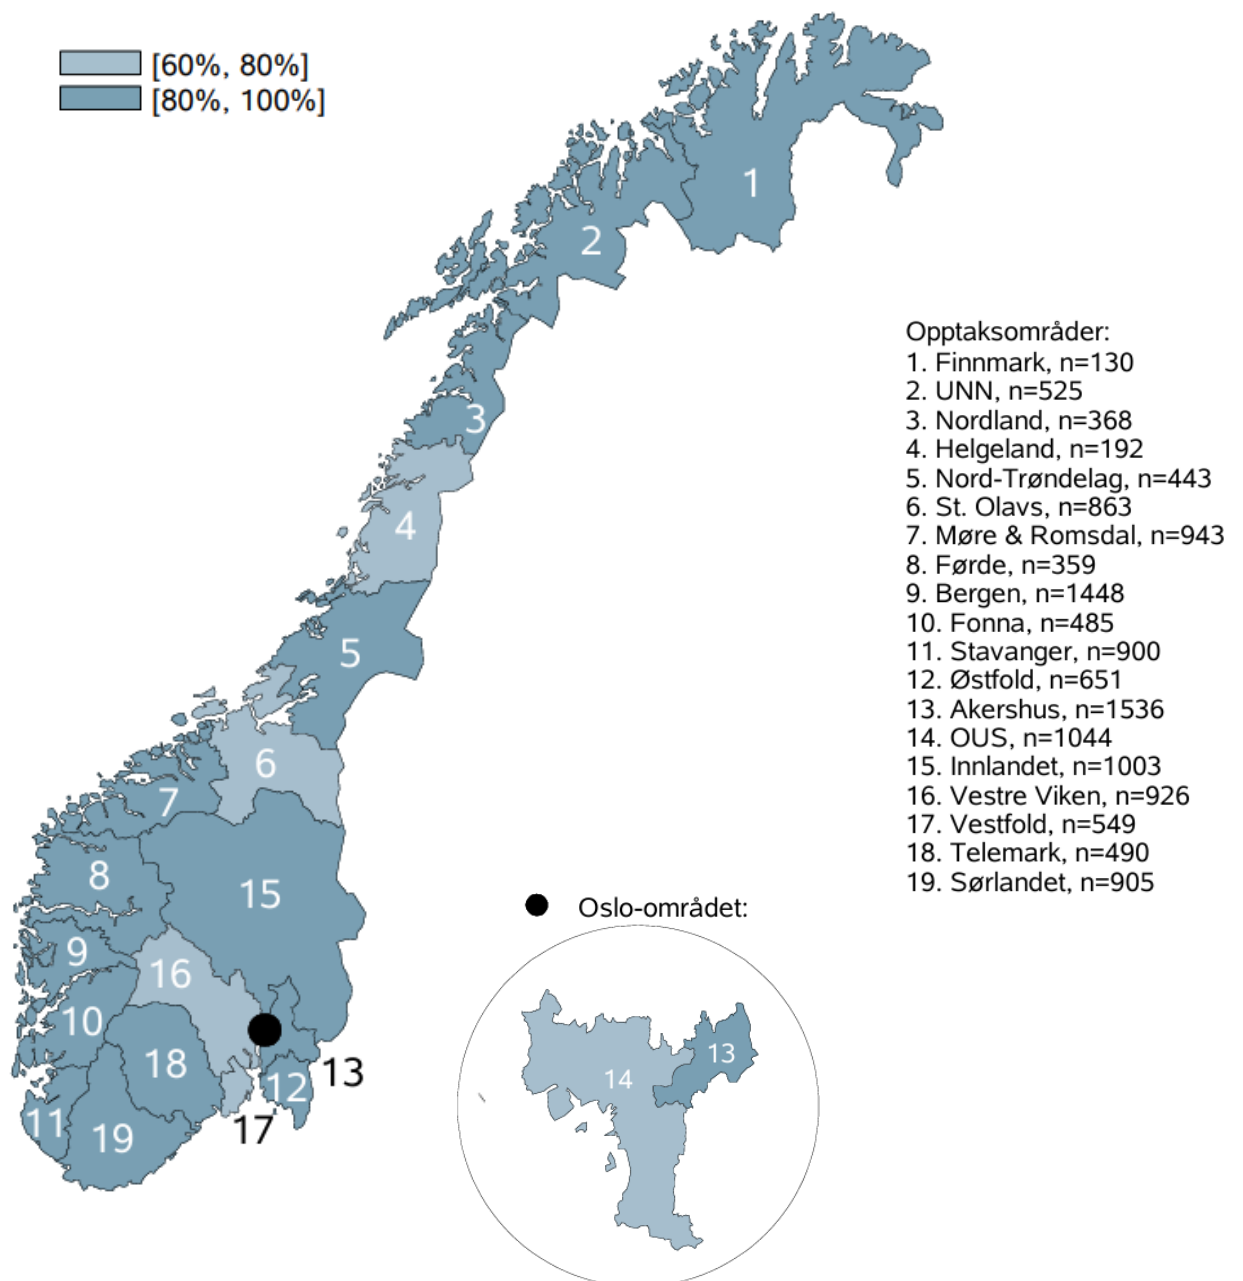 [60%, 80%]
[80%, 100%]
1
2
3
4
5
6
7
8
15
9
16
10
18
13
12
11
19
17
Opptaksområder:
1. Finnmark, n=130
2. UNN, n=525
3. Nordland, n=368
4. Helgeland, n=192
5. Nord-Trøndelag, n=443
6. St. Olavs, n=863
7. Møre & Romsdal, n=943
8. Førde, n=359
9. Bergen, n=1448
10. Fonna, n=485
11. Stavanger, n=900
12. Østfold, n=651
13. Akershus, n=1536
14. OUS, n=1044
15. Innlandet, n=1003
16. Vestre Viken, n=926
17. Vestfold, n=549
18. Telemark, n=490
19. Sørlandet, n=905
Oslo-området:
13
14